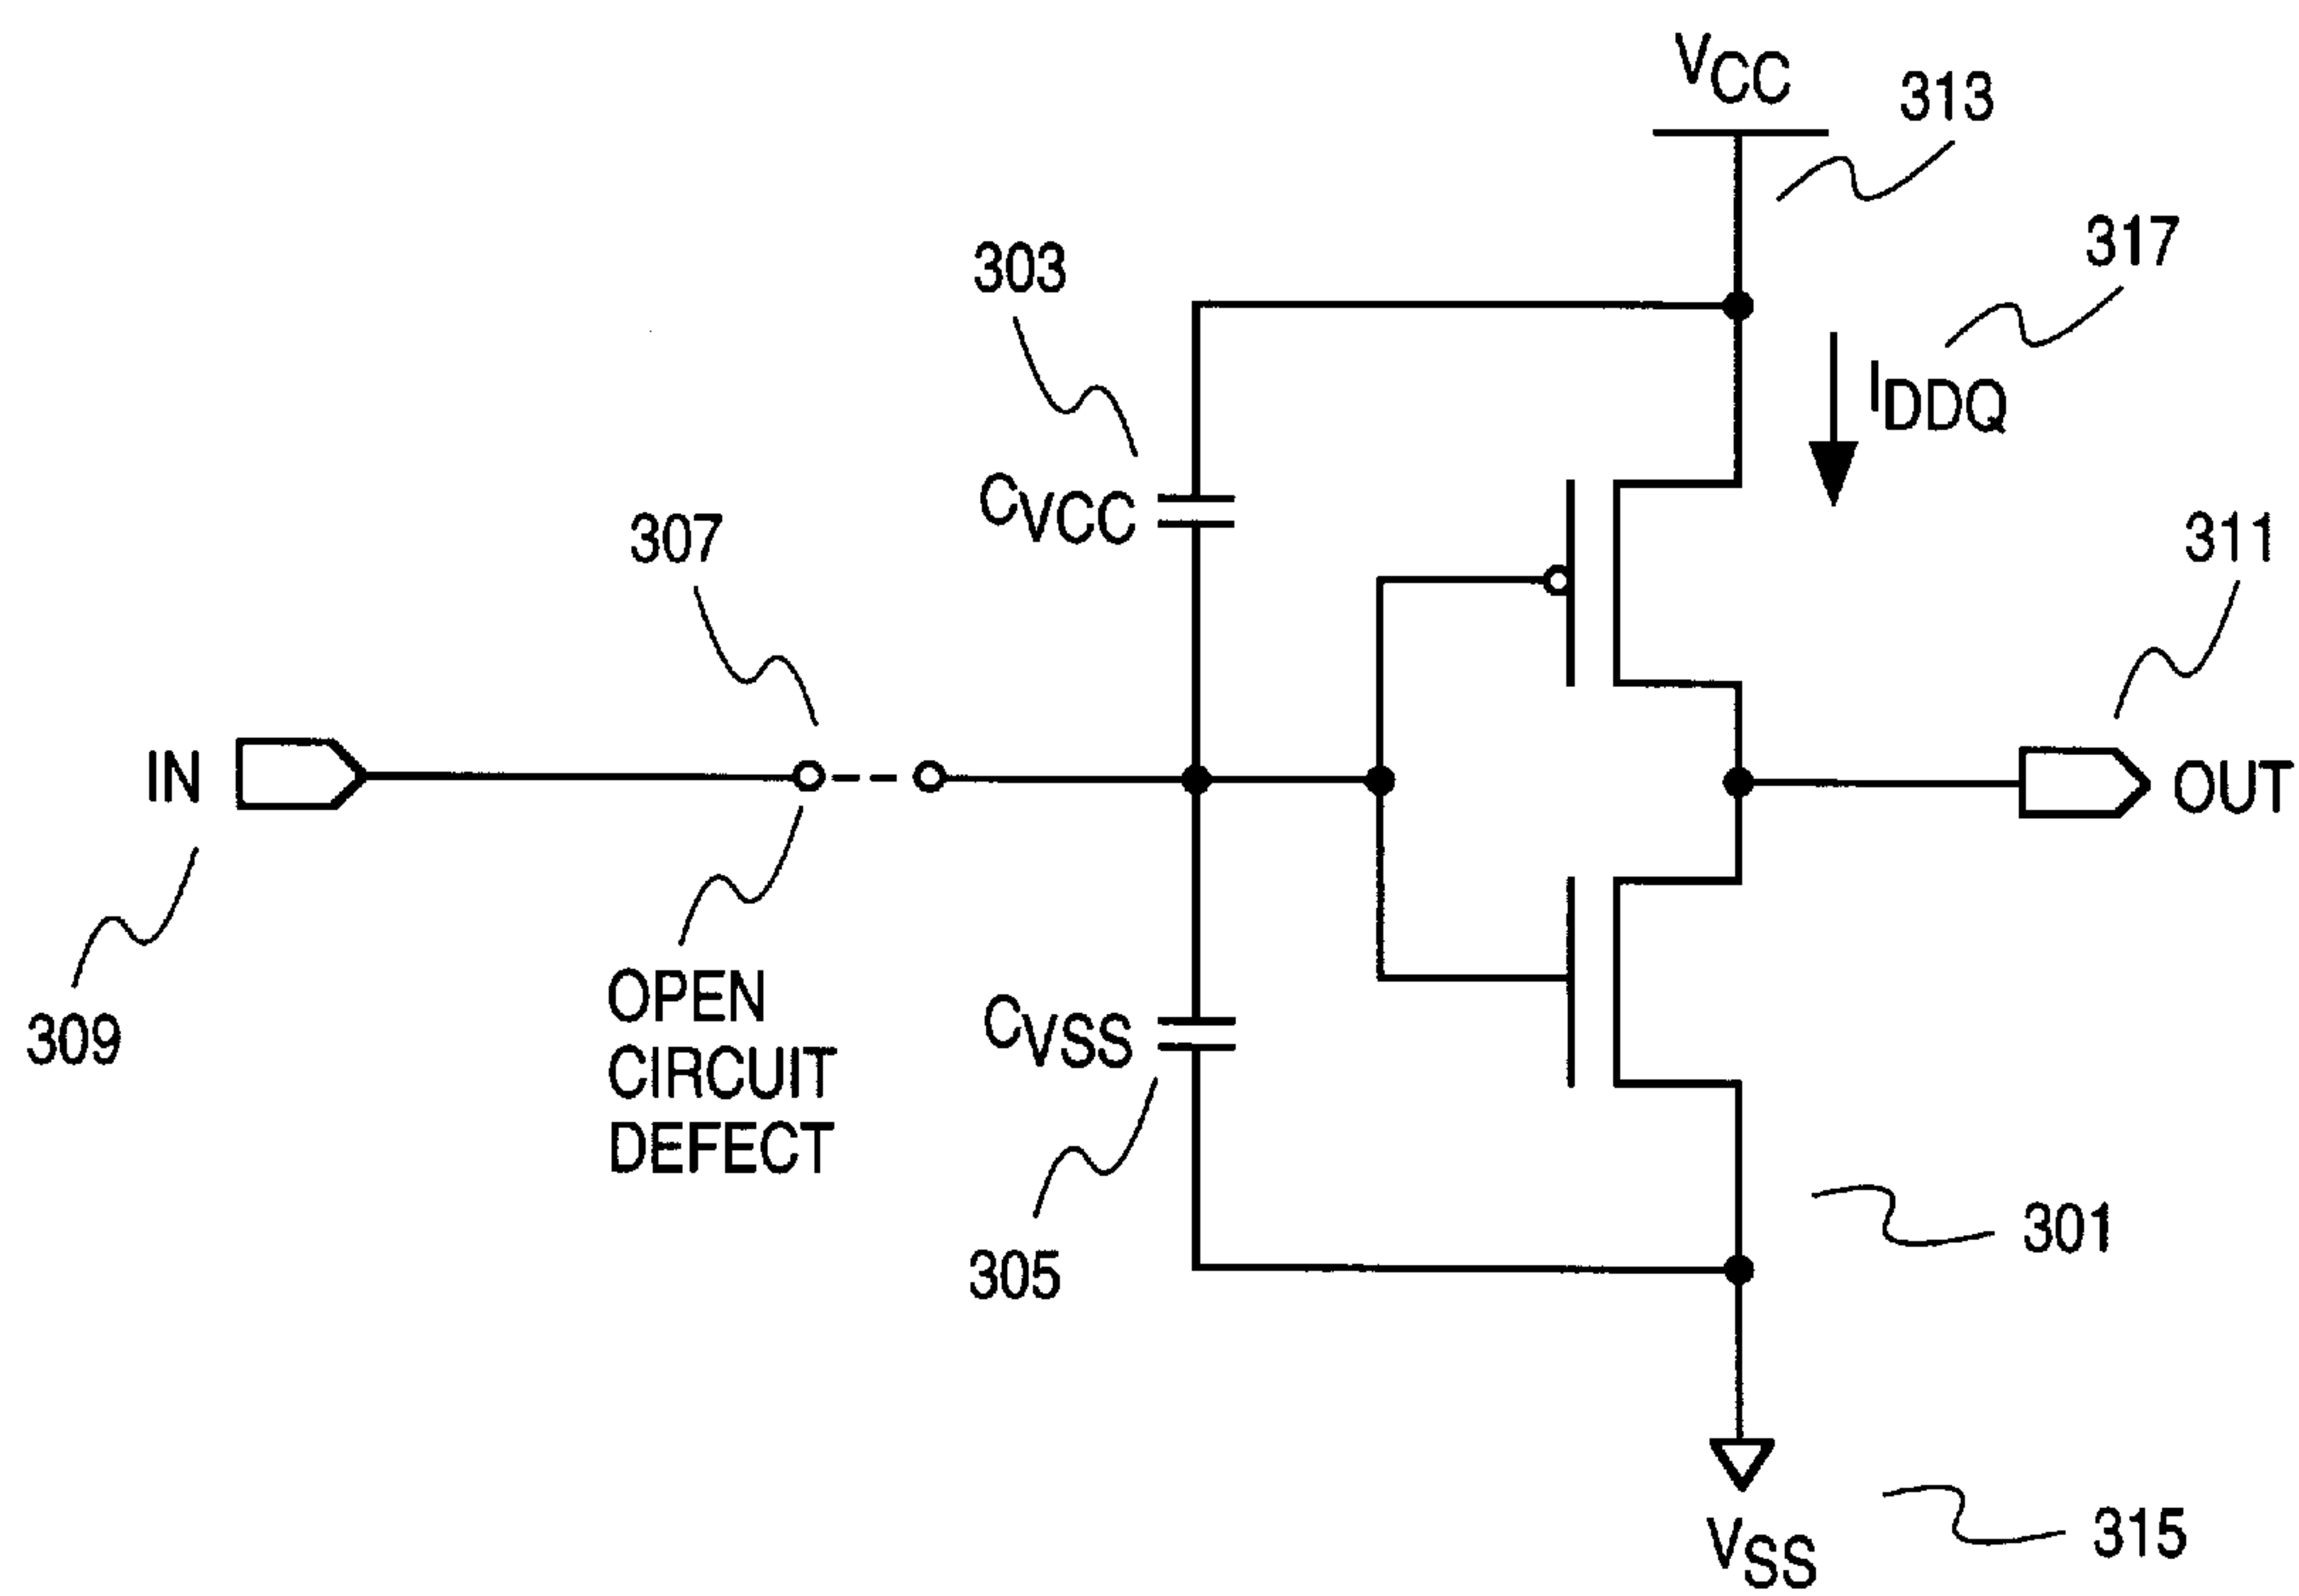 VCC
313
317
303
IDDQ
CVCC
307
311
IN
OUT
309
OPEN
CIRCUIT
DEFECT
CVSS
305
301
VSS
315